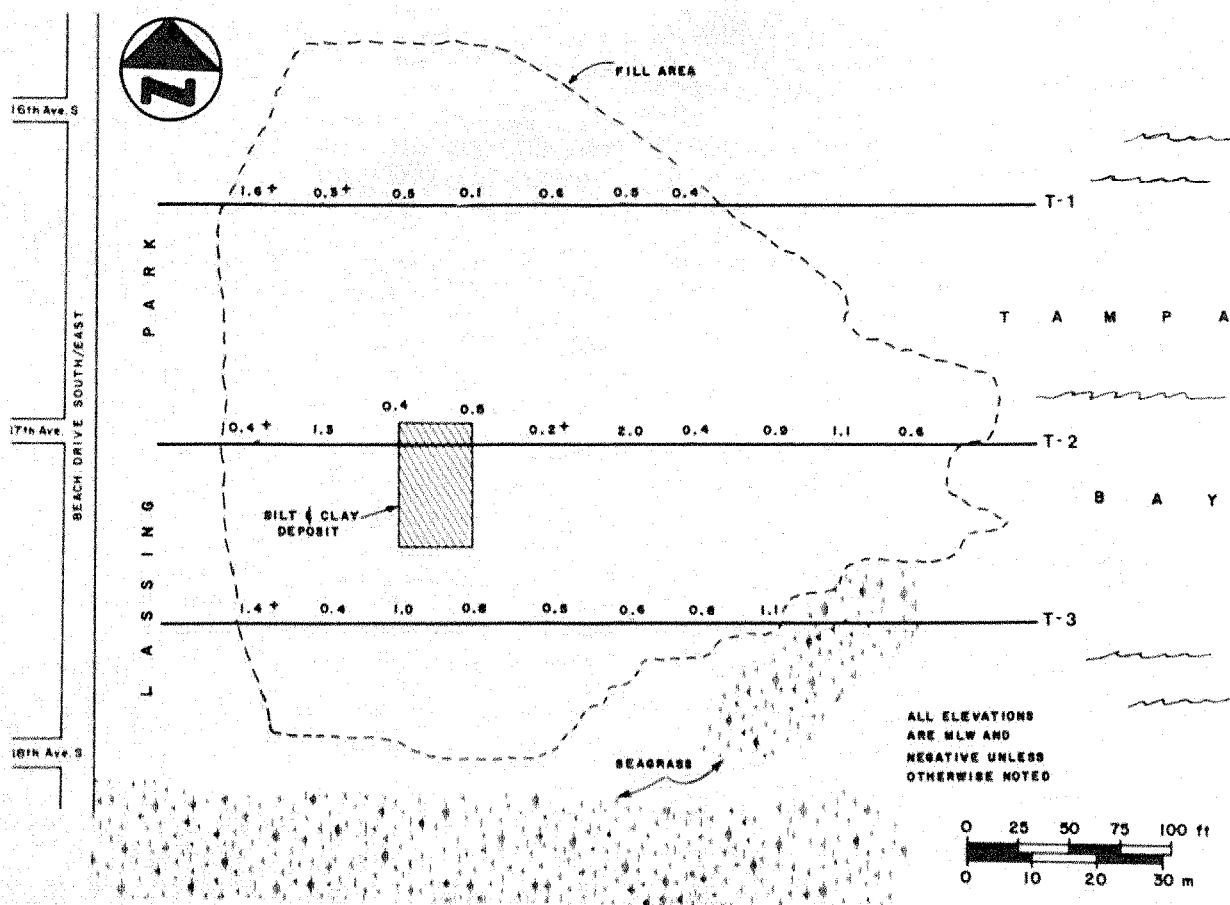 N
FILL AREA
16th Ave. S
1.6+ 0.3+ 0.5 0.1 0.6 0.5 0.4
T-1
LASSING PARK
BEACH DRIVE SOUTH/EAST
TAMPA
0.4 0.5
17th Ave.
0.4+ 1.3 0.2+ 2.0 0.4 0.9 1.1 0.6
T-2
BAY
SILT & CLAY
DEPOSIT
1.4+ 0.4 1.0 0.8 0.5 0.6 0.8 1.1
T-3
ALL ELEVATIONS
ARE MLW AND
NEGATIVE UNLESS
OTHERWISE NOTED
18th Ave. S
SEAGRASS
0 25 50 75 100 ft
0 10 20 30 m